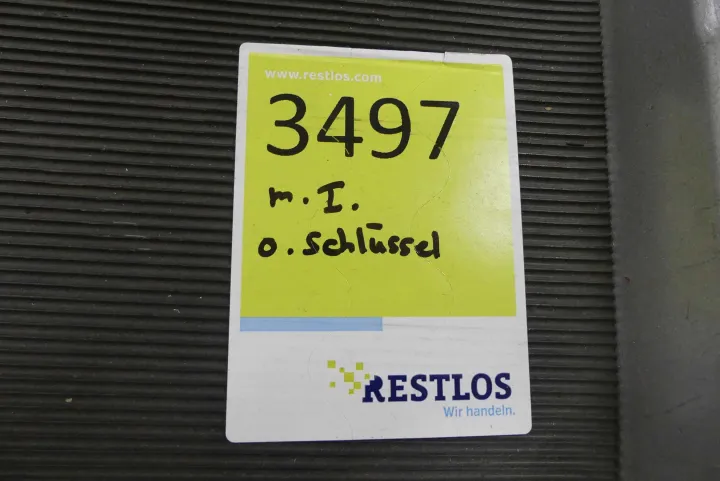 www.restlos.com
3497
m. I.
o. Schlüssel
RESTLOS
Wir handeln.